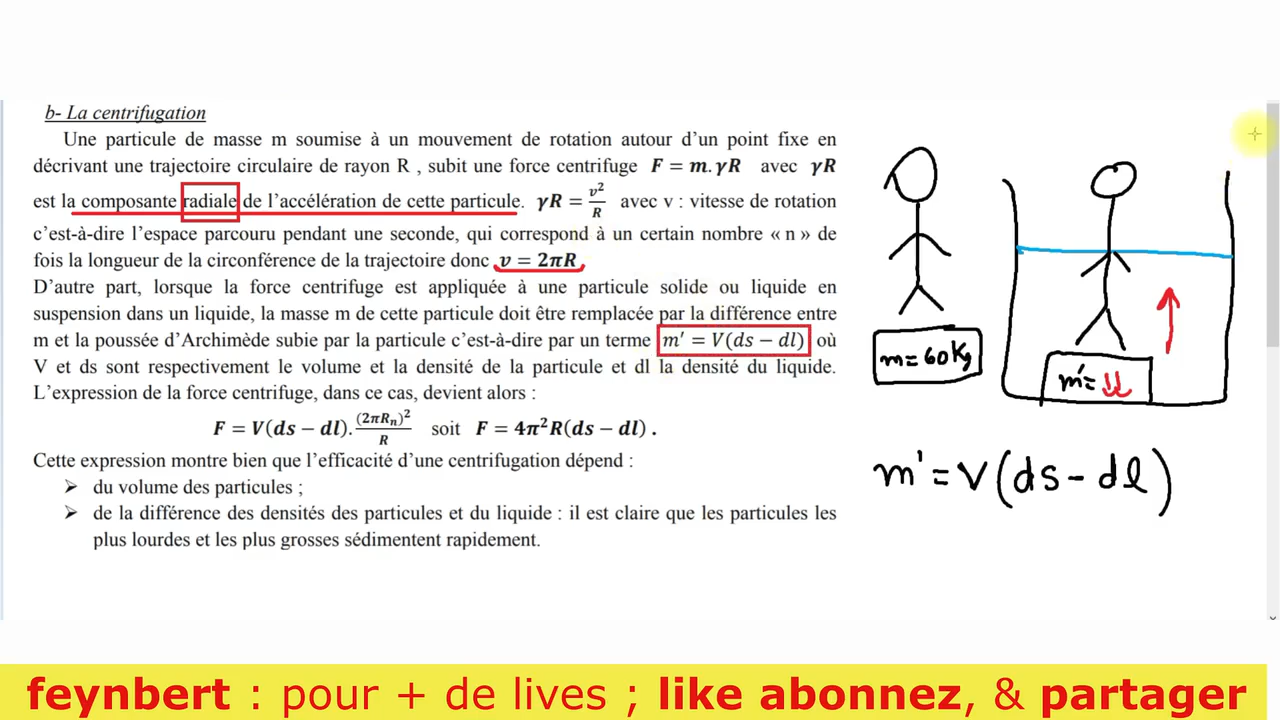 b- La centrifugation
Une particule de masse m soumise à un mouvement de rotation autour d'un point fixe en
décrivant une trajectoire circulaire de rayon R , subit une force centrifuge F = m.γR avec γR
est la composante radiale de l'accélération de cette particule. γR = v²/R avec v : vitesse de rotation
c'est-à-dire l'espace parcouru pendant une seconde, qui correspond à un certain nombre « n » de
fois la longueur de la circonférence de la trajectoire donc v = 2πR,
D'autre part, lorsque la force centrifuge est appliquée à une particule solide ou liquide en
suspension dans un liquide, la masse m de cette particule doit être remplacée par la différence entre
m et la poussée d'Archimède subie par la particule c'est-à-dire par un terme m' = V(ds − dl) où
V et ds sont respectivement le volume et la densité de la particule et dl la densité du liquide.
L'expression de la force centrifuge, dans ce cas, devient alors :
F = V(ds − dl).(2πRn)²/R soit F = 4π²R(ds − dl) .
Cette expression montre bien que l'efficacité d'une centrifugation dépend :
➢ du volume des particules ;
➢ de la différence des densités des particules et du liquide : il est claire que les particules les
plus lourdes et les plus grosses sédimentent rapidement.
m=60Kg
m'= ↓↓
m'=V(ds-dl)
feynbert : pour + de lives ; like abonnez, & partager